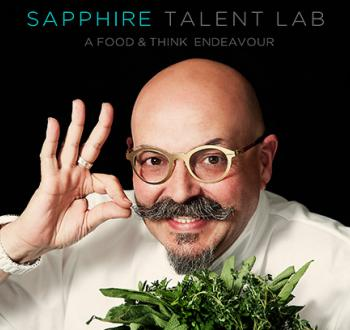 SAPPHIRE TALENT LAB
A FOOD & THINK ENDEAVOUR